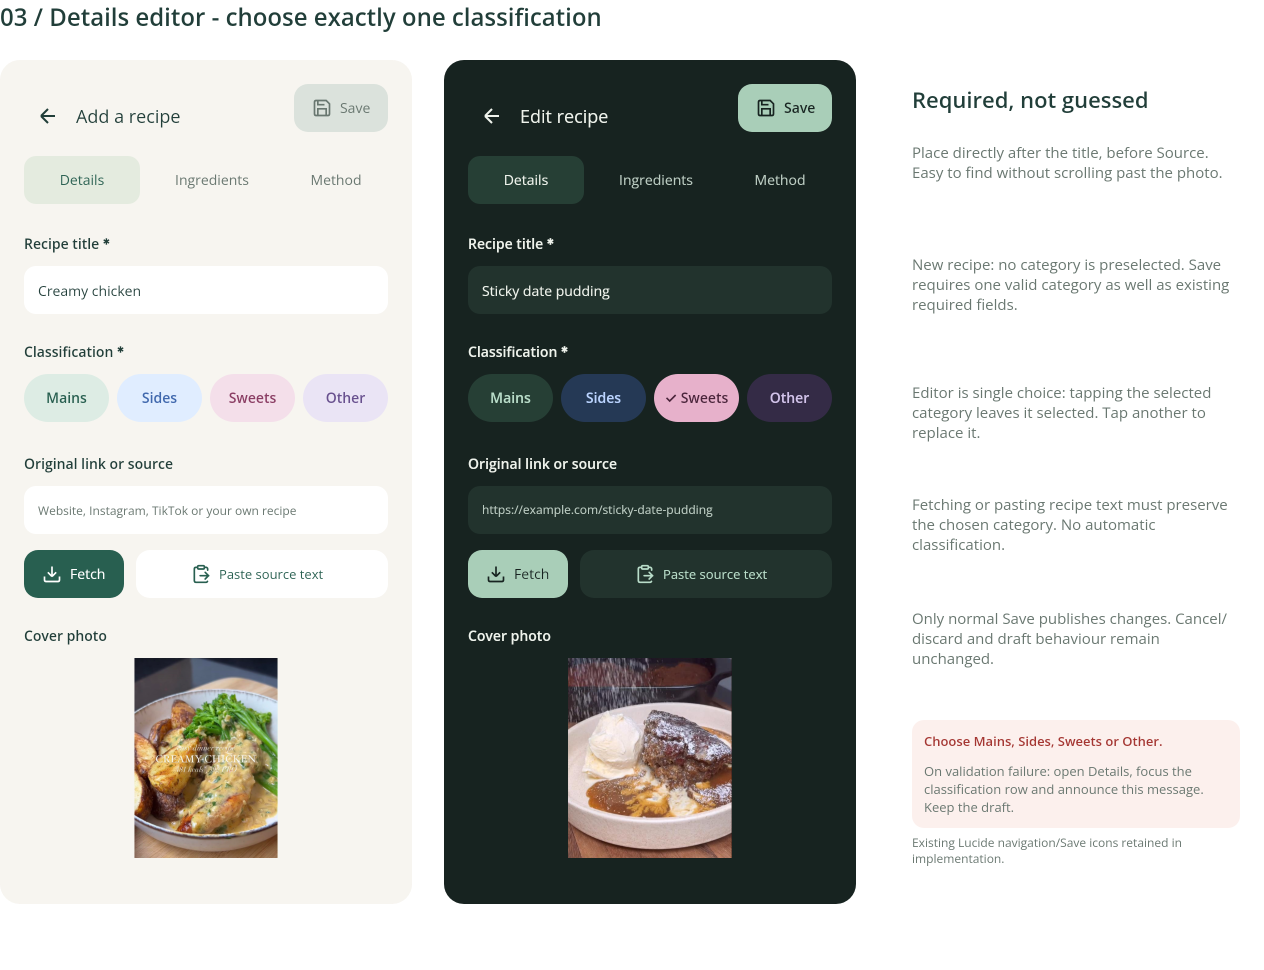 03 / Details editor - choose exactly one classification
Add a recipe
Save
Details
Ingredients
Method
Recipe title *
Creamy chicken
Classification *
Mains
Sides
Sweets
Other
Original link or source
Website, Instagram, TikTok or your own recipe
Fetch
Paste source text
Cover photo
CREAMY CHICKEN
Edit recipe
Save
Details
Ingredients
Method
Recipe title *
Sticky date pudding
Classification *
Mains
Sides
✓ Sweets
Other
Original link or source
https://example.com/sticky-date-pudding
Fetch
Paste source text
Cover photo
Required, not guessed
Place directly after the title, before Source.
Easy to find without scrolling past the photo.
New recipe: no category is preselected. Save
requires one valid category as well as existing
required fields.
Editor is single choice: tapping the selected
category leaves it selected. Tap another to
replace it.
Fetching or pasting recipe text must preserve
the chosen category. No automatic
classification.
Only normal Save publishes changes. Cancel/
discard and draft behaviour remain
unchanged.
Choose Mains, Sides, Sweets or Other.
On validation failure: open Details, focus the
classification row and announce this message.
Keep the draft.
Existing Lucide navigation/Save icons retained in
implementation.